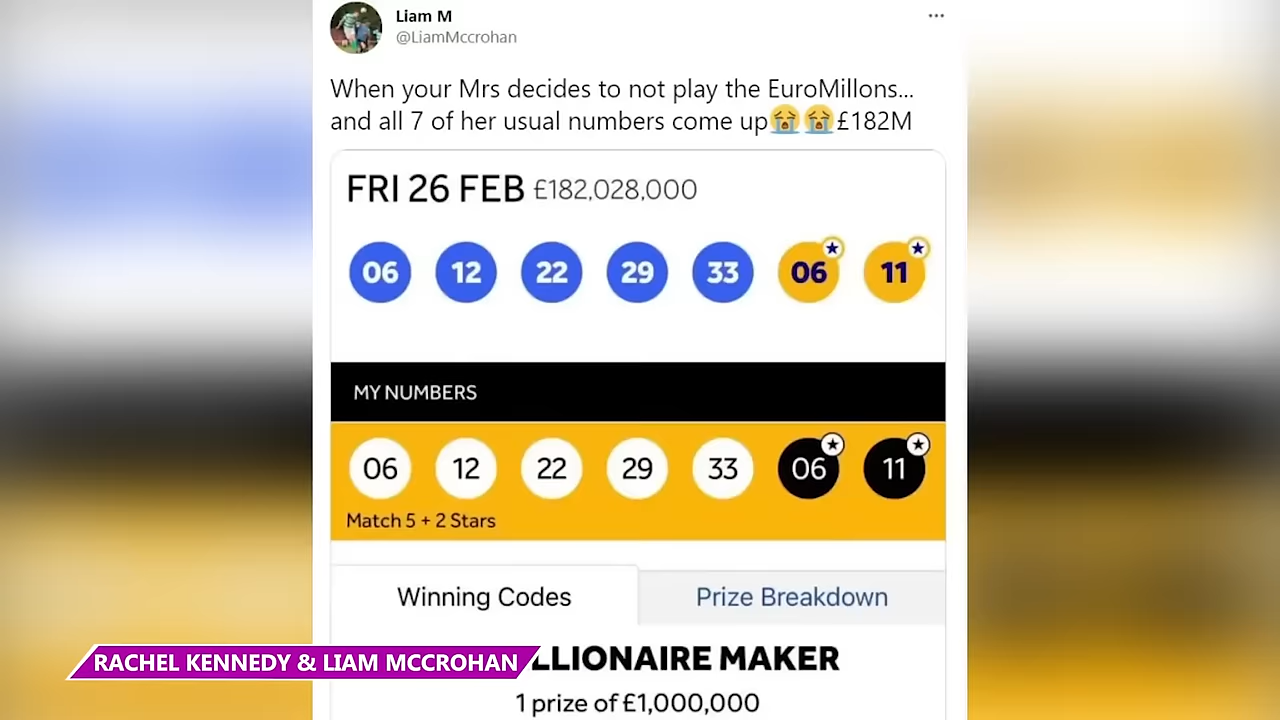 Liam M
@LiamMccrohan
...
When your Mrs decides to not play the EuroMillons...
and all 7 of her usual numbers come up😭😭£182M
FRI 26 FEB £182,028,000
06 12 22 29 33 06 11
MY NUMBERS
06 12 22 29 33 06 11
Match 5 + 2 Stars
Winning Codes Prize Breakdown
LLIONAIRE MAKER
1 prize of £1,000,000
RACHEL KENNEDY & LIAM MCCROHAN